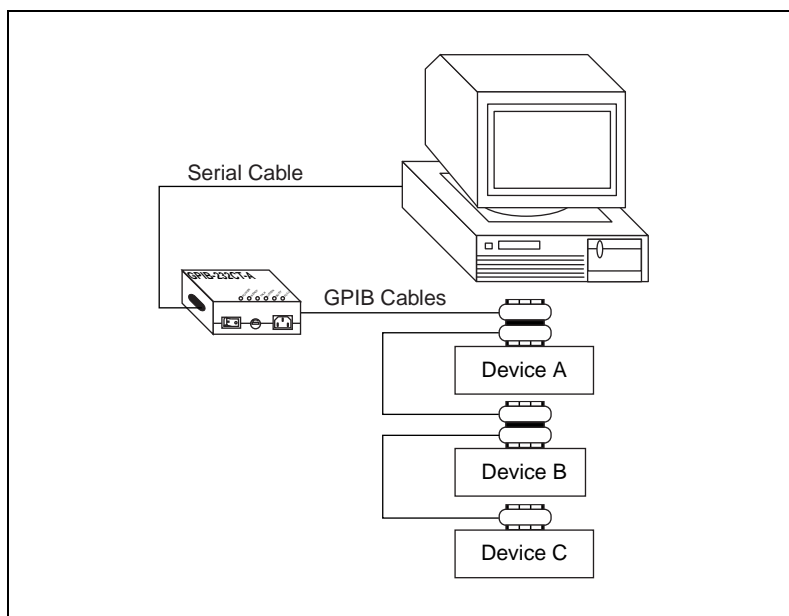 Serial Cable
GPIB-232CT-A
GPIB Cables
Device A
Device B
Device C